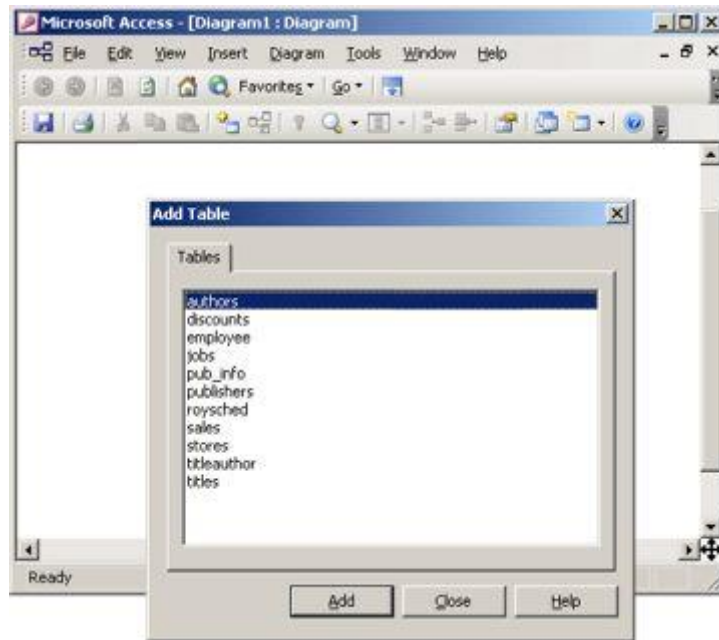 Microsoft Access - [Diagram1 : Diagram]
File Edit View Insert Diagram Tools Window Help
Favorites Go
Add Table
Tables
authors
discounts
employee
jobs
pub_info
publishers
roysched
sales
stores
titleauthor
titles
Ready
Add Close Help